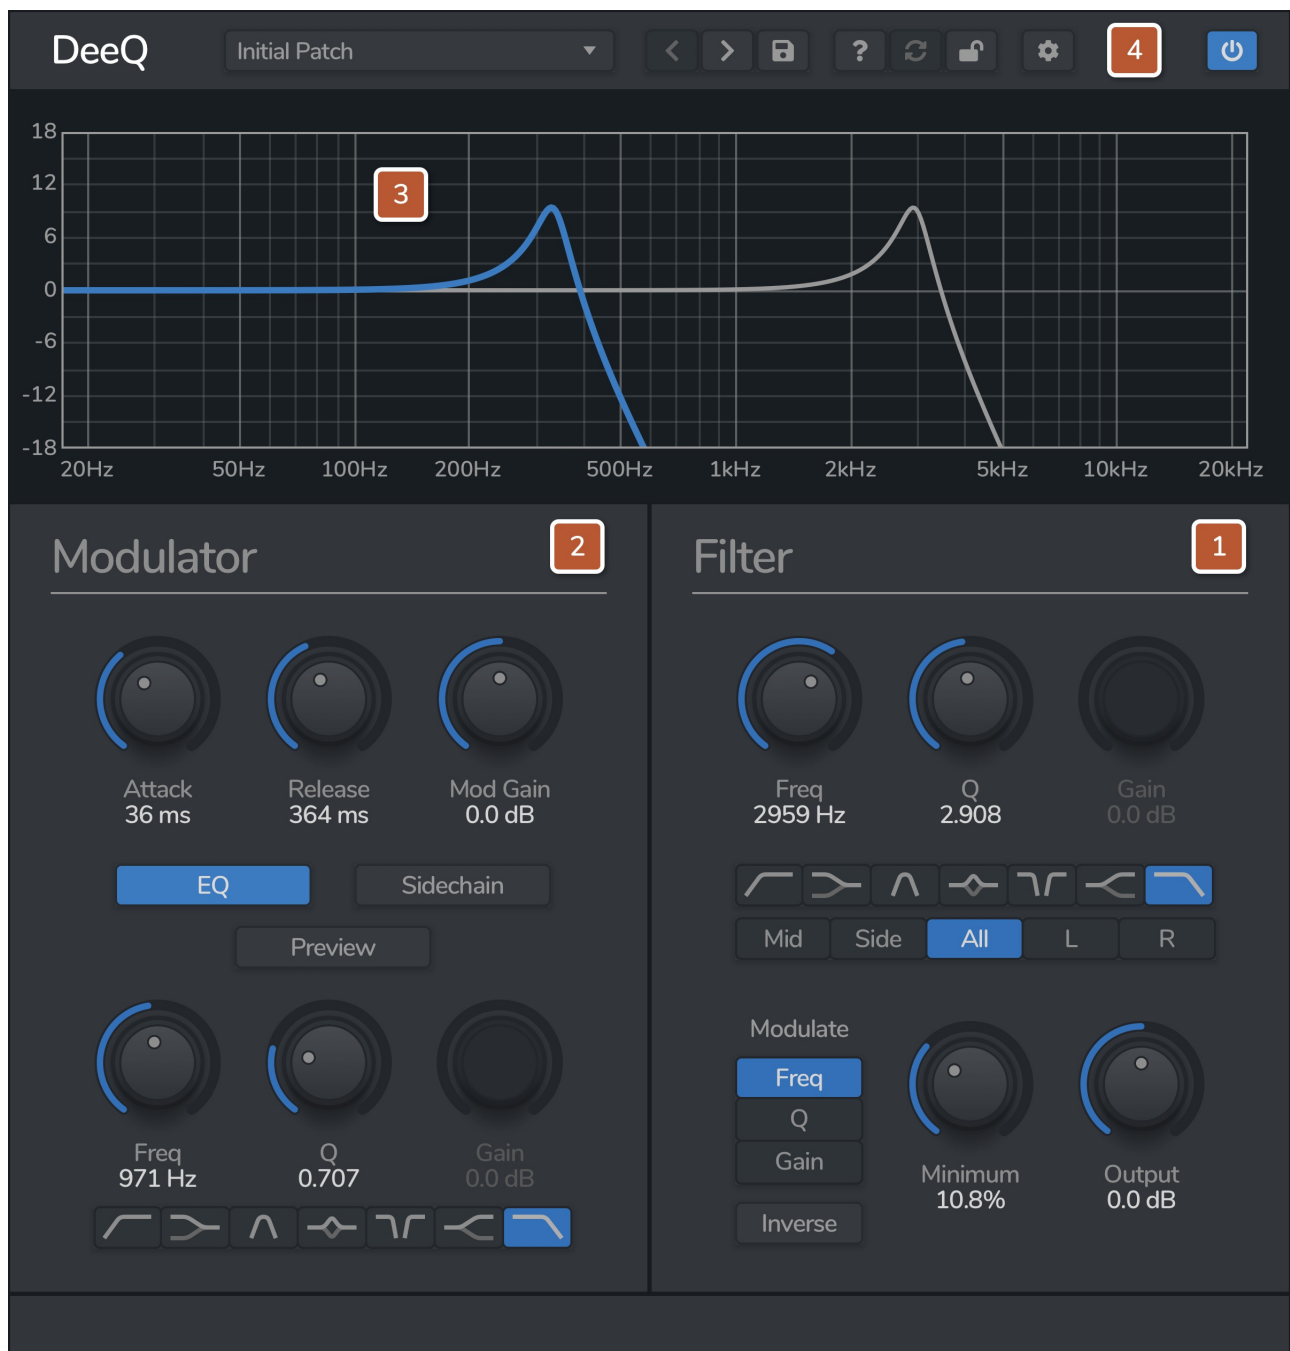 DeeQ Initial Patch ? 4
18
12
3
6
0
-6
-12
-18
20Hz 50Hz 100Hz 200Hz 500Hz 1kHz 2kHz 5kHz 10kHz 20kHz
Modulator 2
Attack Release Mod Gain
36 ms 364 ms 0.0 dB
EQ Sidechain
Preview
Freq Q Gain
971 Hz 0.707 0.0 dB
Filter 1
Freq Q Gain
2959 Hz 2.908 0.0 dB
Mid Side All L R
Modulate
Freq
Q
Gain
Inverse
Minimum Output
10.8% 0.0 dB